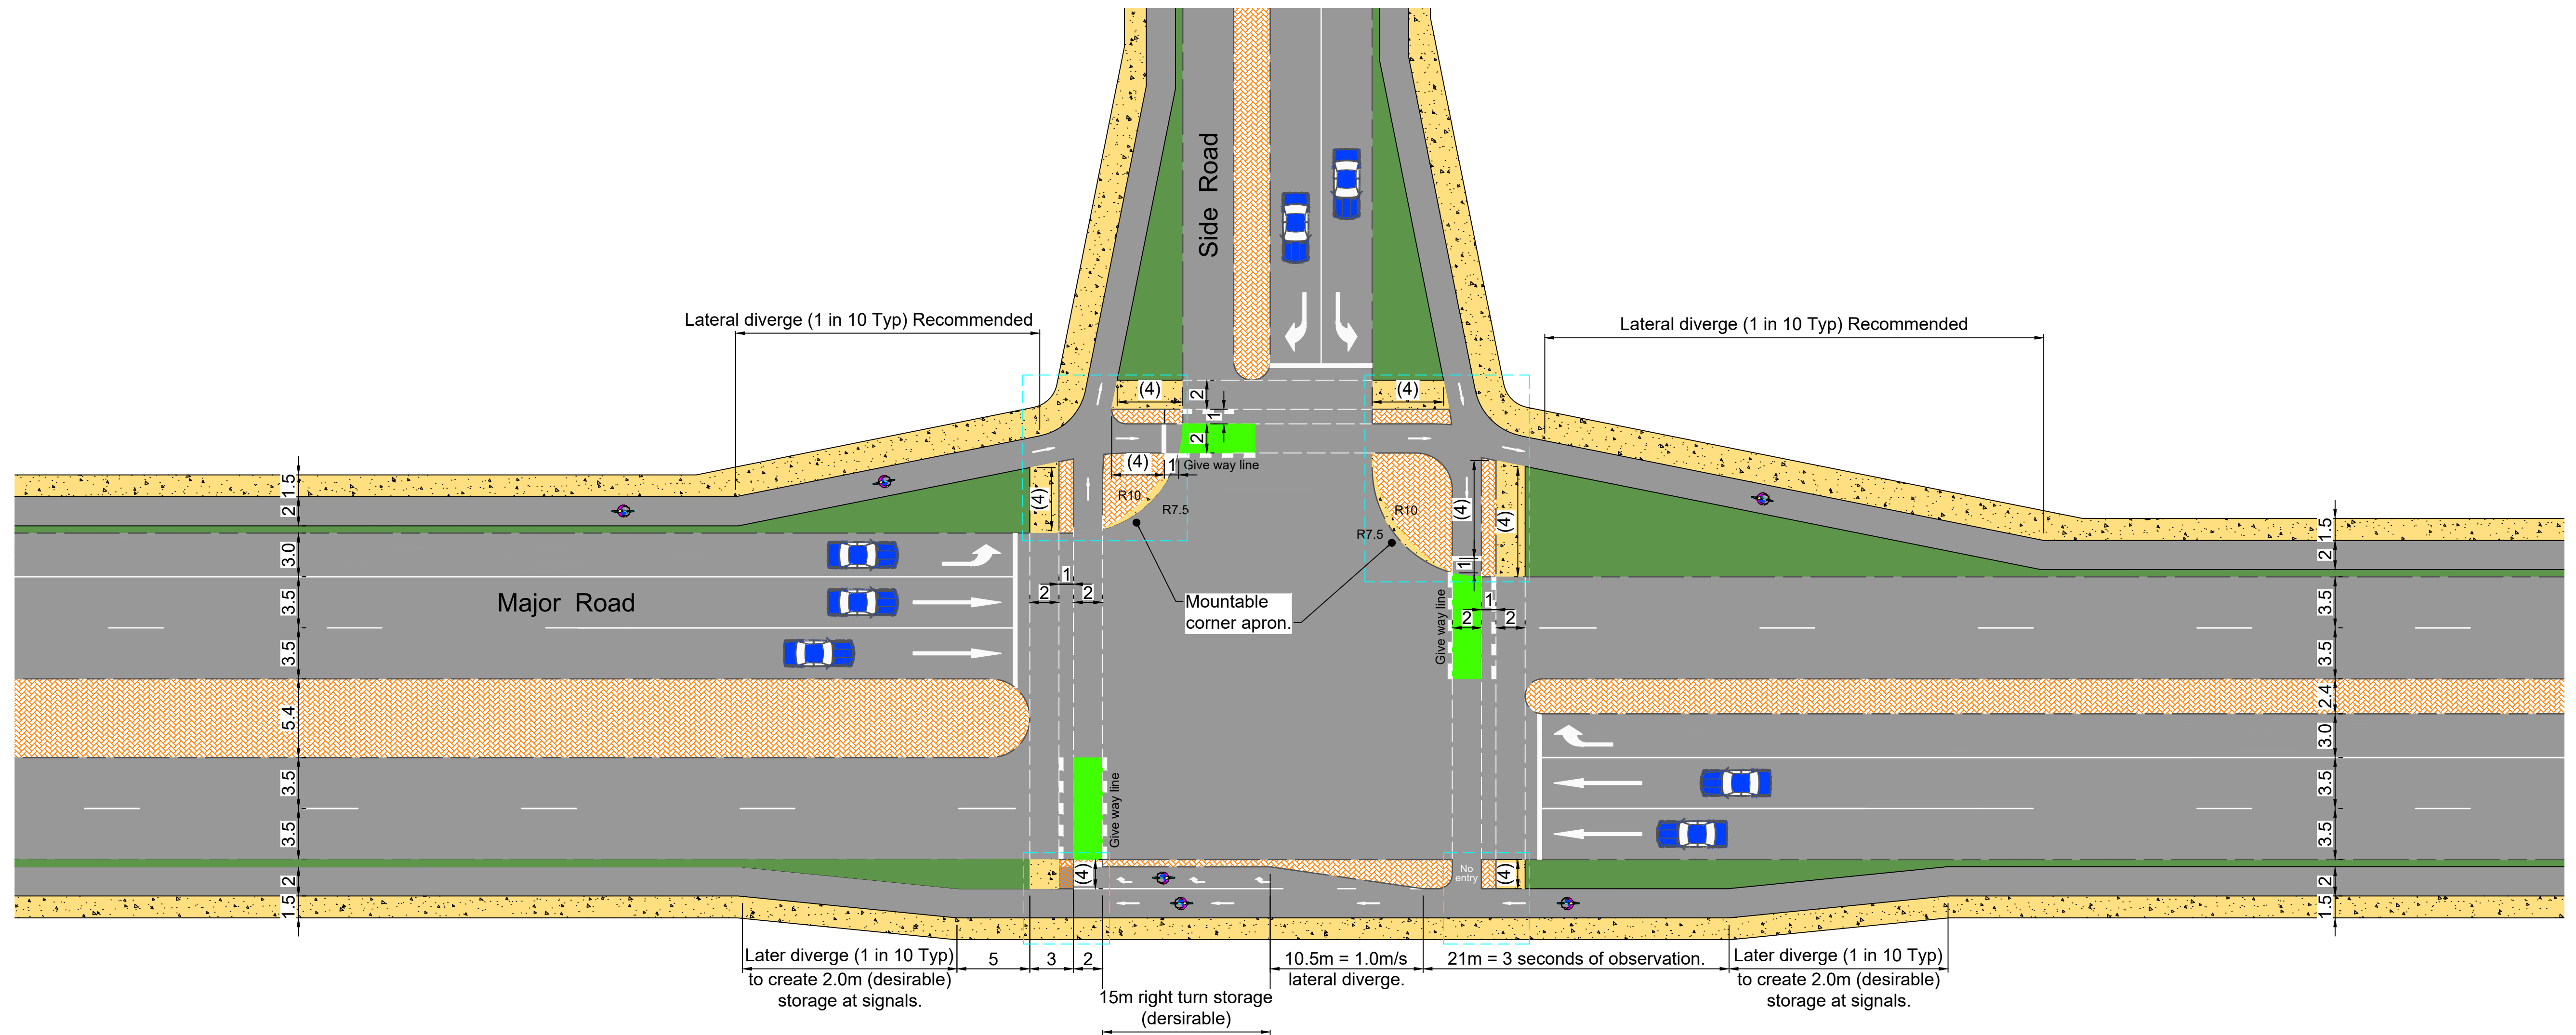 Side Road
Lateral diverge (1 in 10 Typ) Recommended
Lateral diverge (1 in 10 Typ) Recommended
(4)
2
(4)
1
2
(4)
1
Give way line
1.5
2
(4)
R10
R7.5
R10
R7.5
(4)
(4)
1.5
2
3.0
3.5
3.5
5.4
3.5
3.5
2
1.5
Major Road
1
2
2
Mountable
corner apron.
1
Give way line
1
2
2
3.5
3.5
2.4
3.0
3.5
3.5
2
1.5
Give way line
(4)
No
entry
(4)
Later diverge (1 in 10 Typ)
to create 2.0m (desirable)
storage at signals.
5
3
2
15m right turn storage
(dersirable)
10.5m = 1.0m/s
lateral diverge.
21m = 3 seconds of observation.
Later diverge (1 in 10 Typ)
to create 2.0m (desirable)
storage at signals.